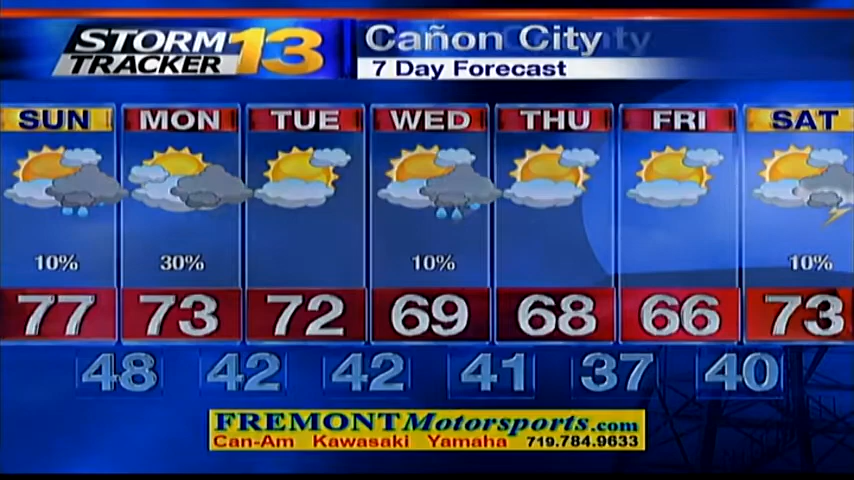 STORM TRACKER 13
Cañon City
7 Day Forecast
SUN MON TUE WED THU FRI SAT
10% 30% 10% 10%
77 73 72 69 68 66 73
48 42 42 41 37 40
FREMONT Motorsports.com
Can-Am Kawasaki Yamaha 719.784.9633